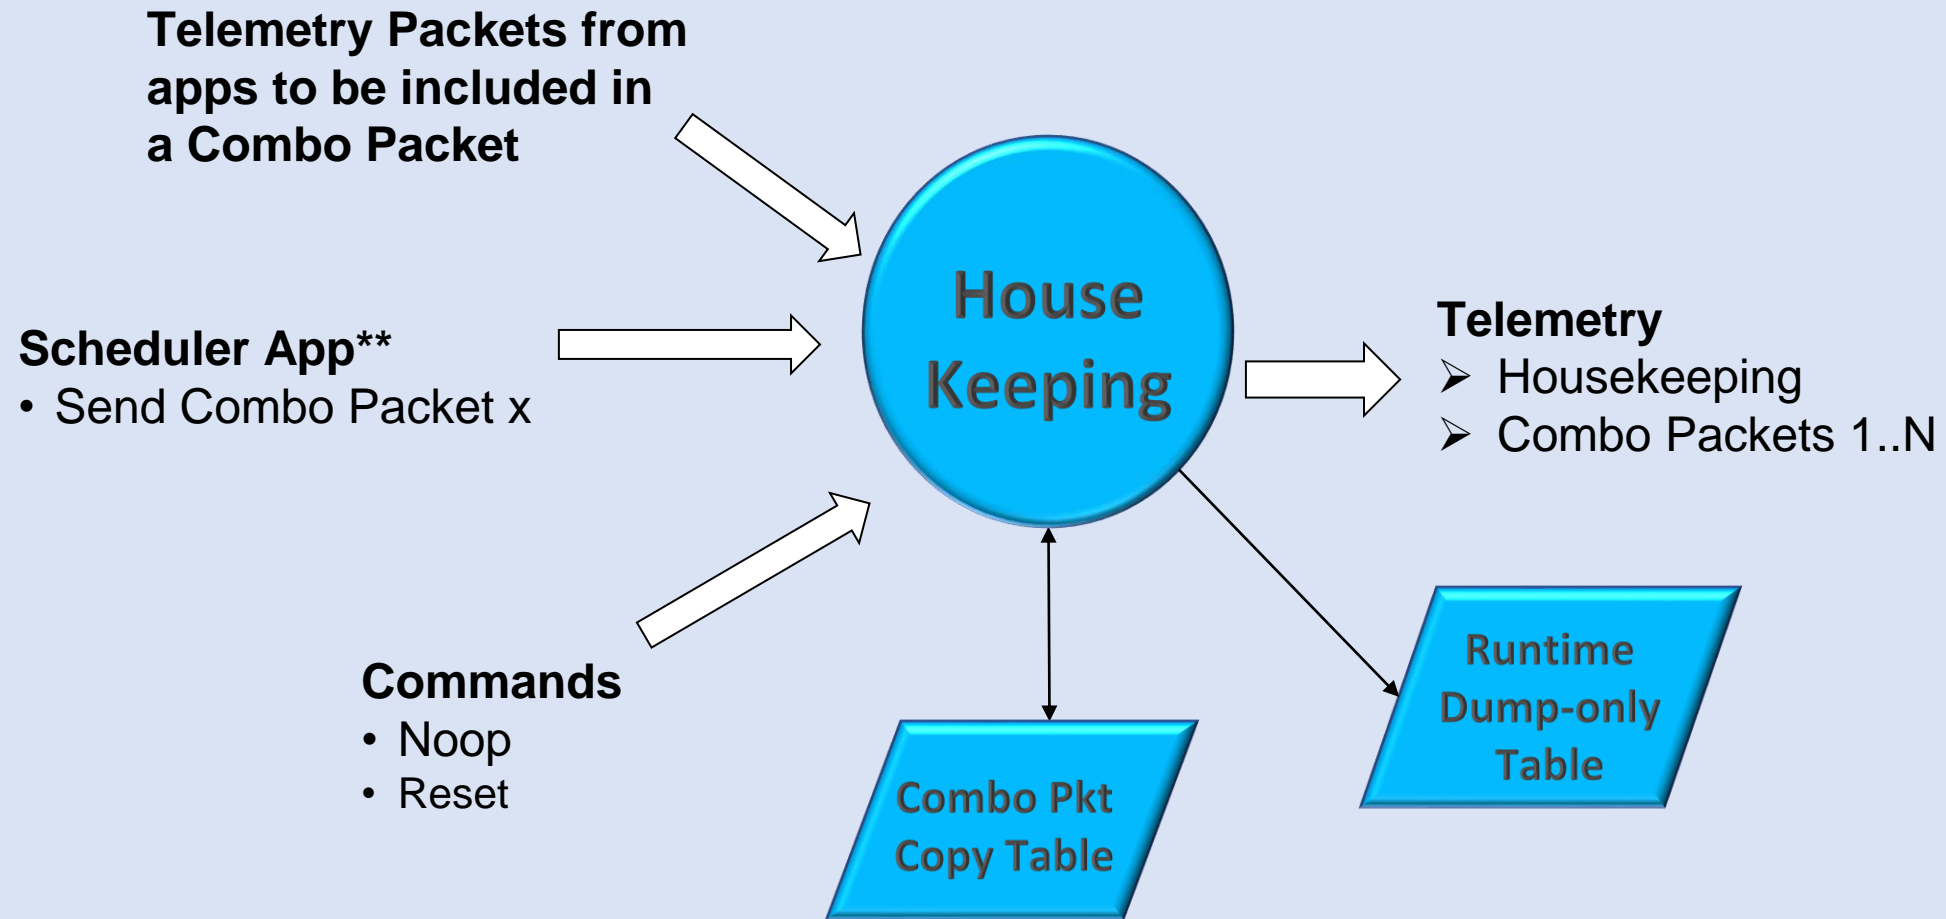 Telemetry Packets from
apps to be included in
a Combo Packet
House
Keeping
Scheduler App**
• Send Combo Packet x
Telemetry
➢ Housekeeping
➢ Combo Packets 1..N
Commands
• Noop
• Reset
Combo Pkt
Copy Table
Runtime
Dump-only
Table